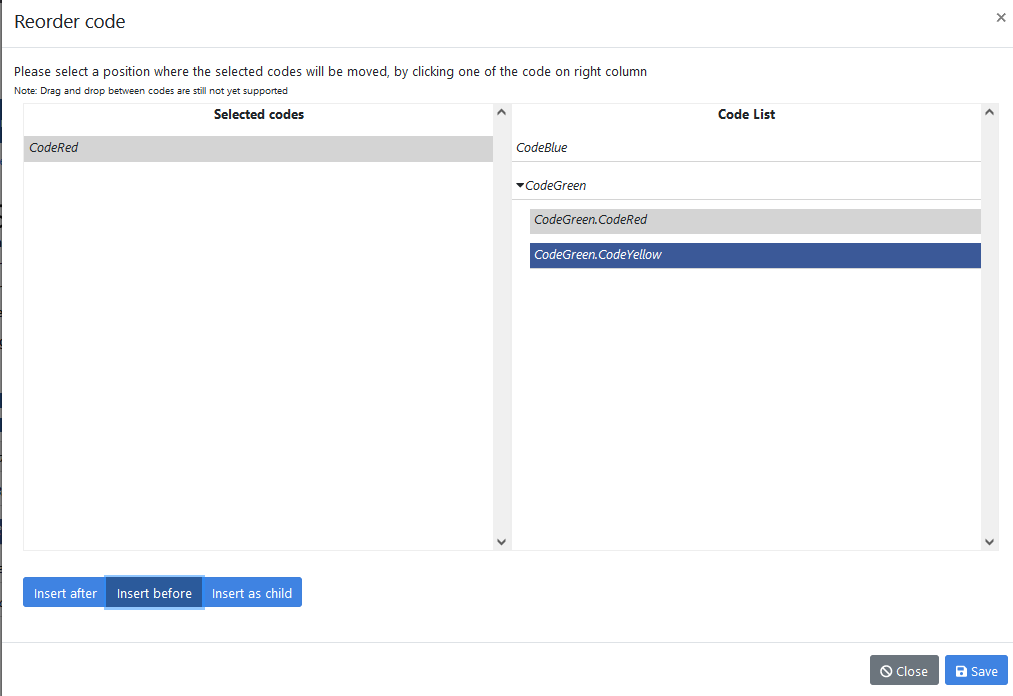 Reorder code
×
Please select a position where the selected codes will be moved, by clicking one of the code on right column
Note: Drag and drop between codes are still not yet supported
Selected codes
CodeRed
Code List
CodeBlue
CodeGreen
CodeGreen.CodeRed
CodeGreen.CodeYellow
Insert after Insert before Insert as child
Close Save